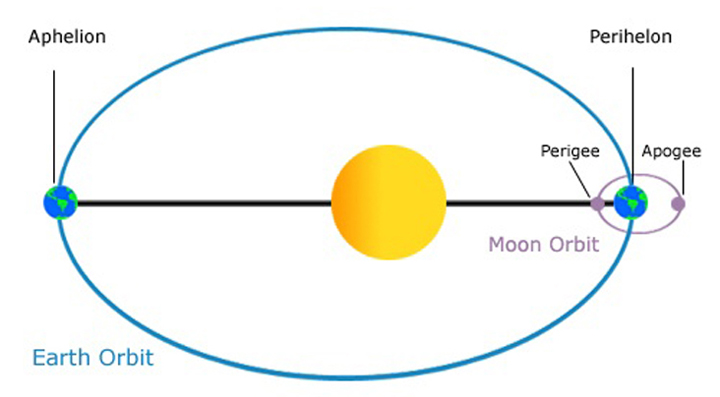 Aphelion
Perihelon
Perigee
Apogee
Moon Orbit
Earth Orbit